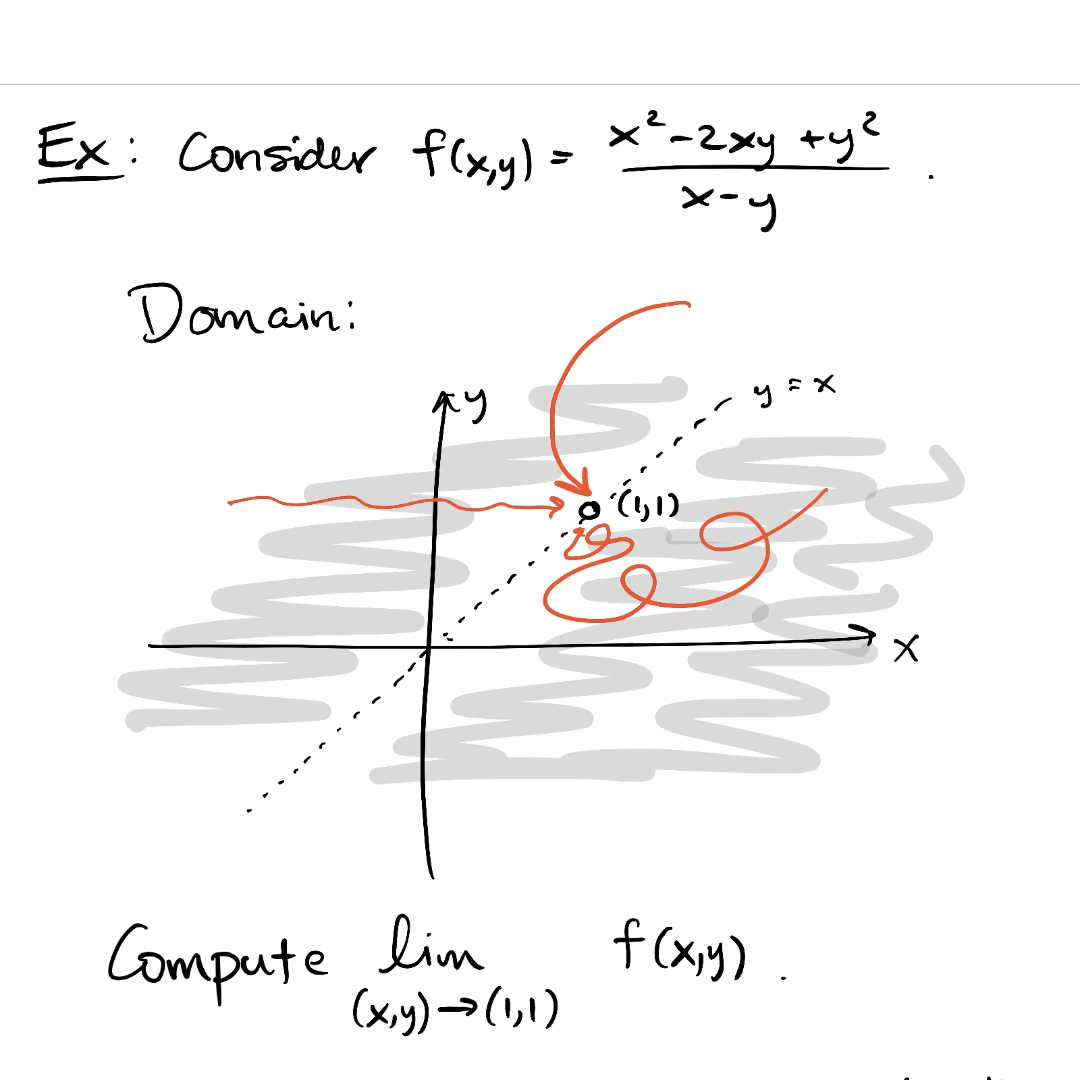 Ex: Consider f(x,y) = x²-2xy+y² / x-y .
Domain:
y
y = x
(1,1)
x
Compute lim f(x,y) .
(x,y)→(1,1)